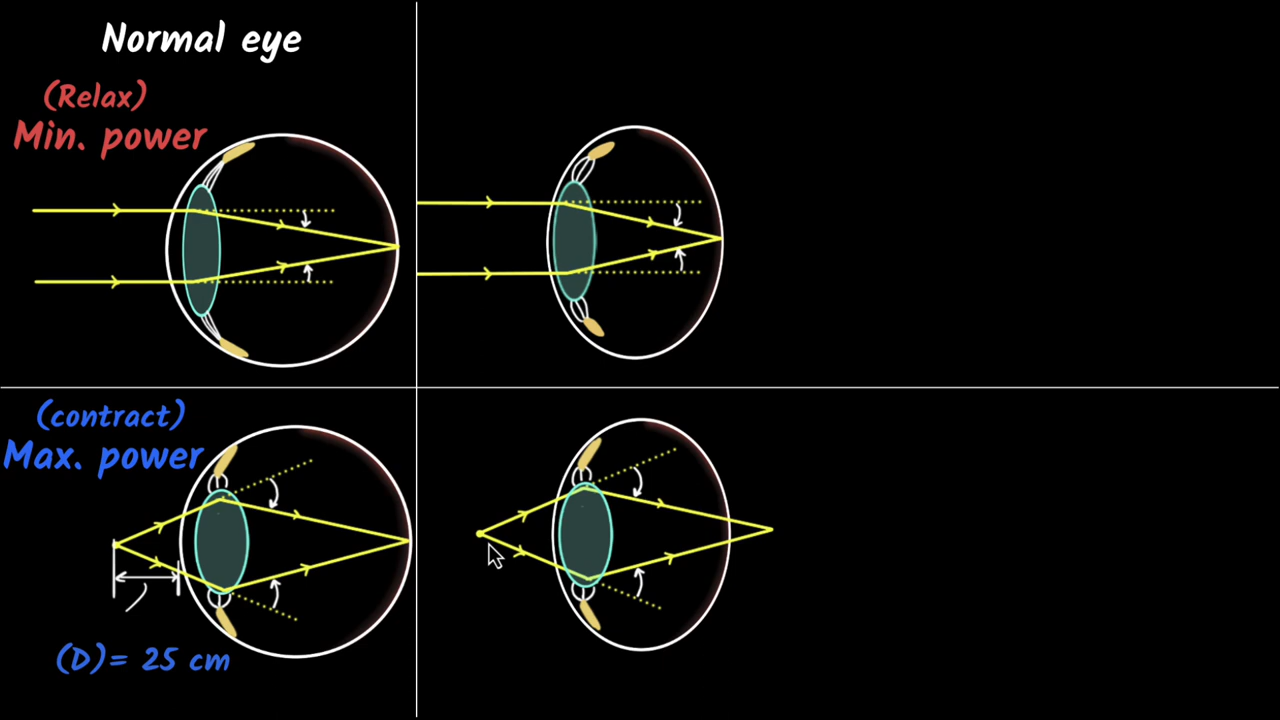 Normal eye
(Relax)
Min. power
(contract)
Max. power
(D)= 25 cm